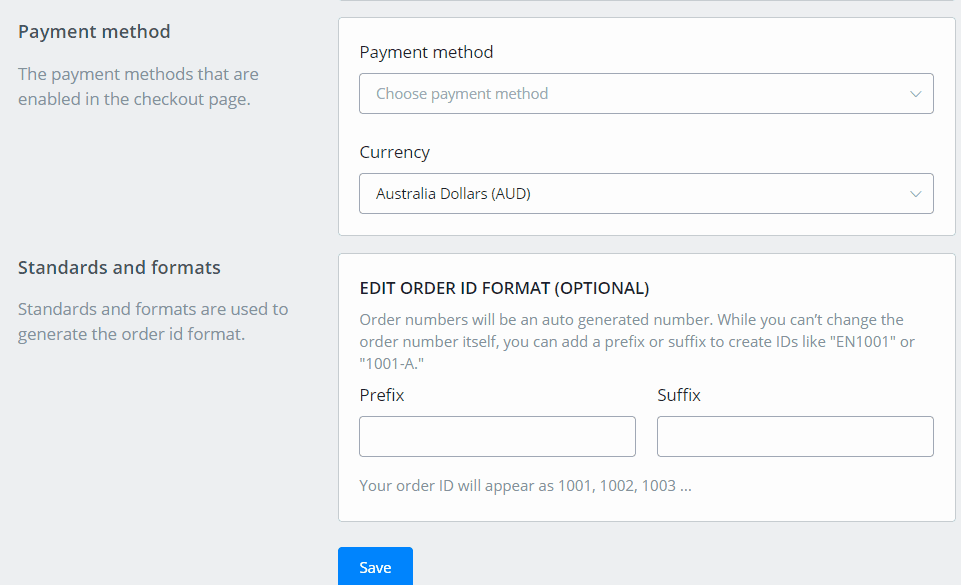 Payment method
The payment methods that are
enabled in the checkout page.
Payment method
Choose payment method
Currency
Australia Dollars (AUD)
Standards and formats
Standards and formats are used to
generate the order id format.
EDIT ORDER ID FORMAT (OPTIONAL)
Order numbers will be an auto generated number. While you can’t change the
order number itself, you can add a prefix or suffix to create IDs like "EN1001" or
"1001-A."
Prefix
Suffix
Your order ID will appear as 1001, 1002, 1003 ...
Save